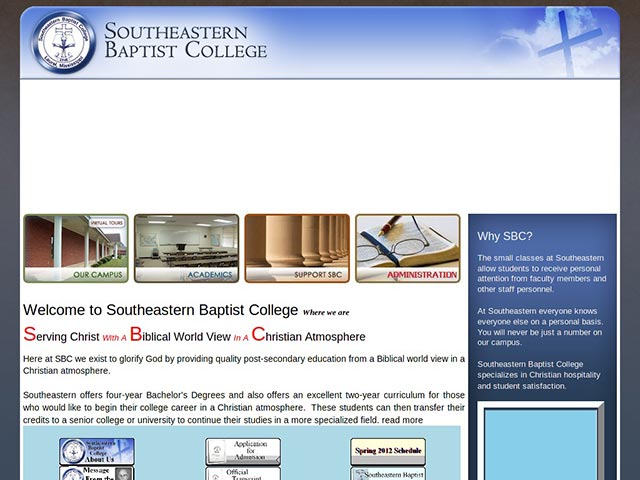 Southeastern Baptist College
Laurel, Mississippi
Southeastern
Baptist College
VIRTUAL TOURS
OUR CAMPUS
ACADEMICS
SUPPORT SBC
ADMINISTRATION
Welcome to Southeastern Baptist College Where we are
Serving Christ With A Biblical World View In A Christian Atmosphere
Here at SBC we exist to glorify God by providing quality post-secondary education from a Biblical world view in a
Christian atmosphere.
Southeastern offers four-year Bachelor's Degrees and also offers an excellent two-year curriculum for those
who would like to begin their college career in a Christian atmosphere. These students can then transfer their
credits to a senior college or university to continue their studies in a more specialized field. read more
Southeastern
Baptist
College
About Us
Application
for
Admission
Spring 2012 Schedule
Message
From the
Official
Transcript
Southeastern Baptist
Why SBC?
The small classes at Southeastern
allow students to receive personal
attention from faculty members and
other staff personnel.
At Southeastern everyone knows
everyone else on a personal basis.
You will never be just a number on
our campus.
Southeastern Baptist College
specializes in Christian hospitality
and student satisfaction.